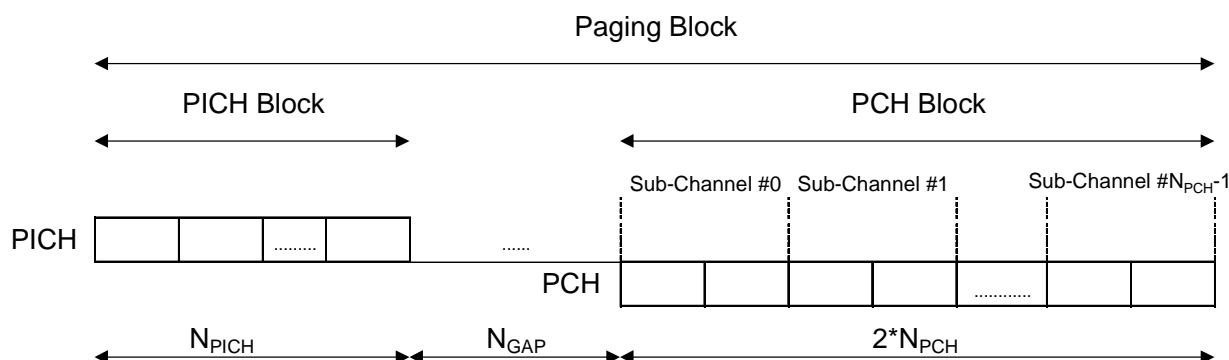 Paging Block
PICH Block
PCH Block
Sub-Channel #0
Sub-Channel #1
Sub-Channel #N_PCH-1
PICH
.........
......
PCH
............
N_PICH
N_GAP
2*N_PCH